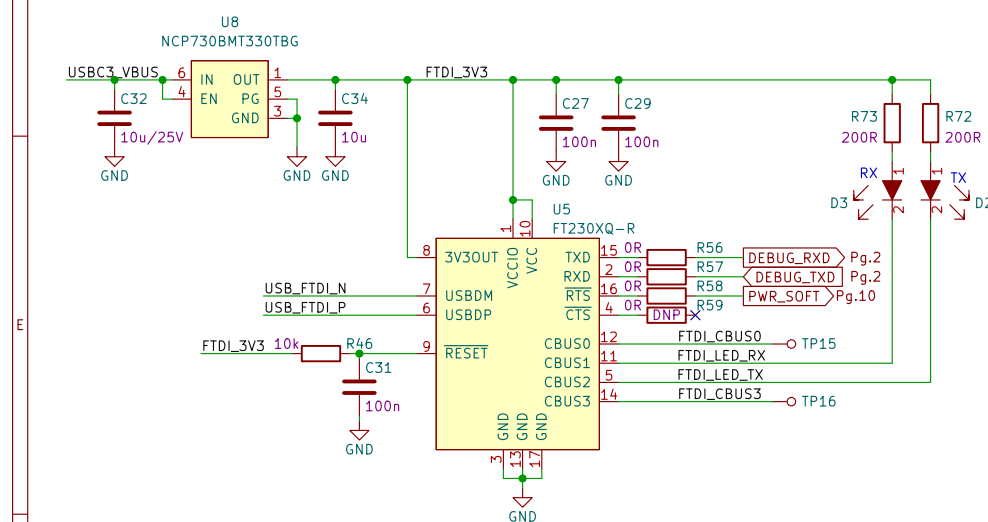 U8
NCP730BMT330TBG
USBC3_VBUS
6 IN OUT 1
4 EN PG 5
GND 3
FTDI_3V3
C32
10u/25V
GND
GND
C34
10u
GND
C27
100n
GND
C29
100n
GND
R73
200R
R72
200R
RX
1
2
D3
TX
1
2
U5
FT230XQ-R
1 10
VCCIO VCC
8 3V3OUT
USB_FTDI_N 7 USBDM
USB_FTDI_P 6 USBDP
FTDI_3V3 10k R46 9 RESET
C31
100n
GND
TXD 15 0R R56 DEBUG_RXD Pg.2
RXD 2 0R R57 DEBUG_TXD Pg.2
RTS 16 0R R58 PWR_SOFT Pg.10
CTS 4 0R DNP R59
CBUS0 12 FTDI_CBUS0 TP15
CBUS1 11 FTDI_LED_RX
CBUS2 5 FTDI_LED_TX
CBUS3 14 FTDI_CBUS3 TP16
GND GND GND
3 13 17
GND
E